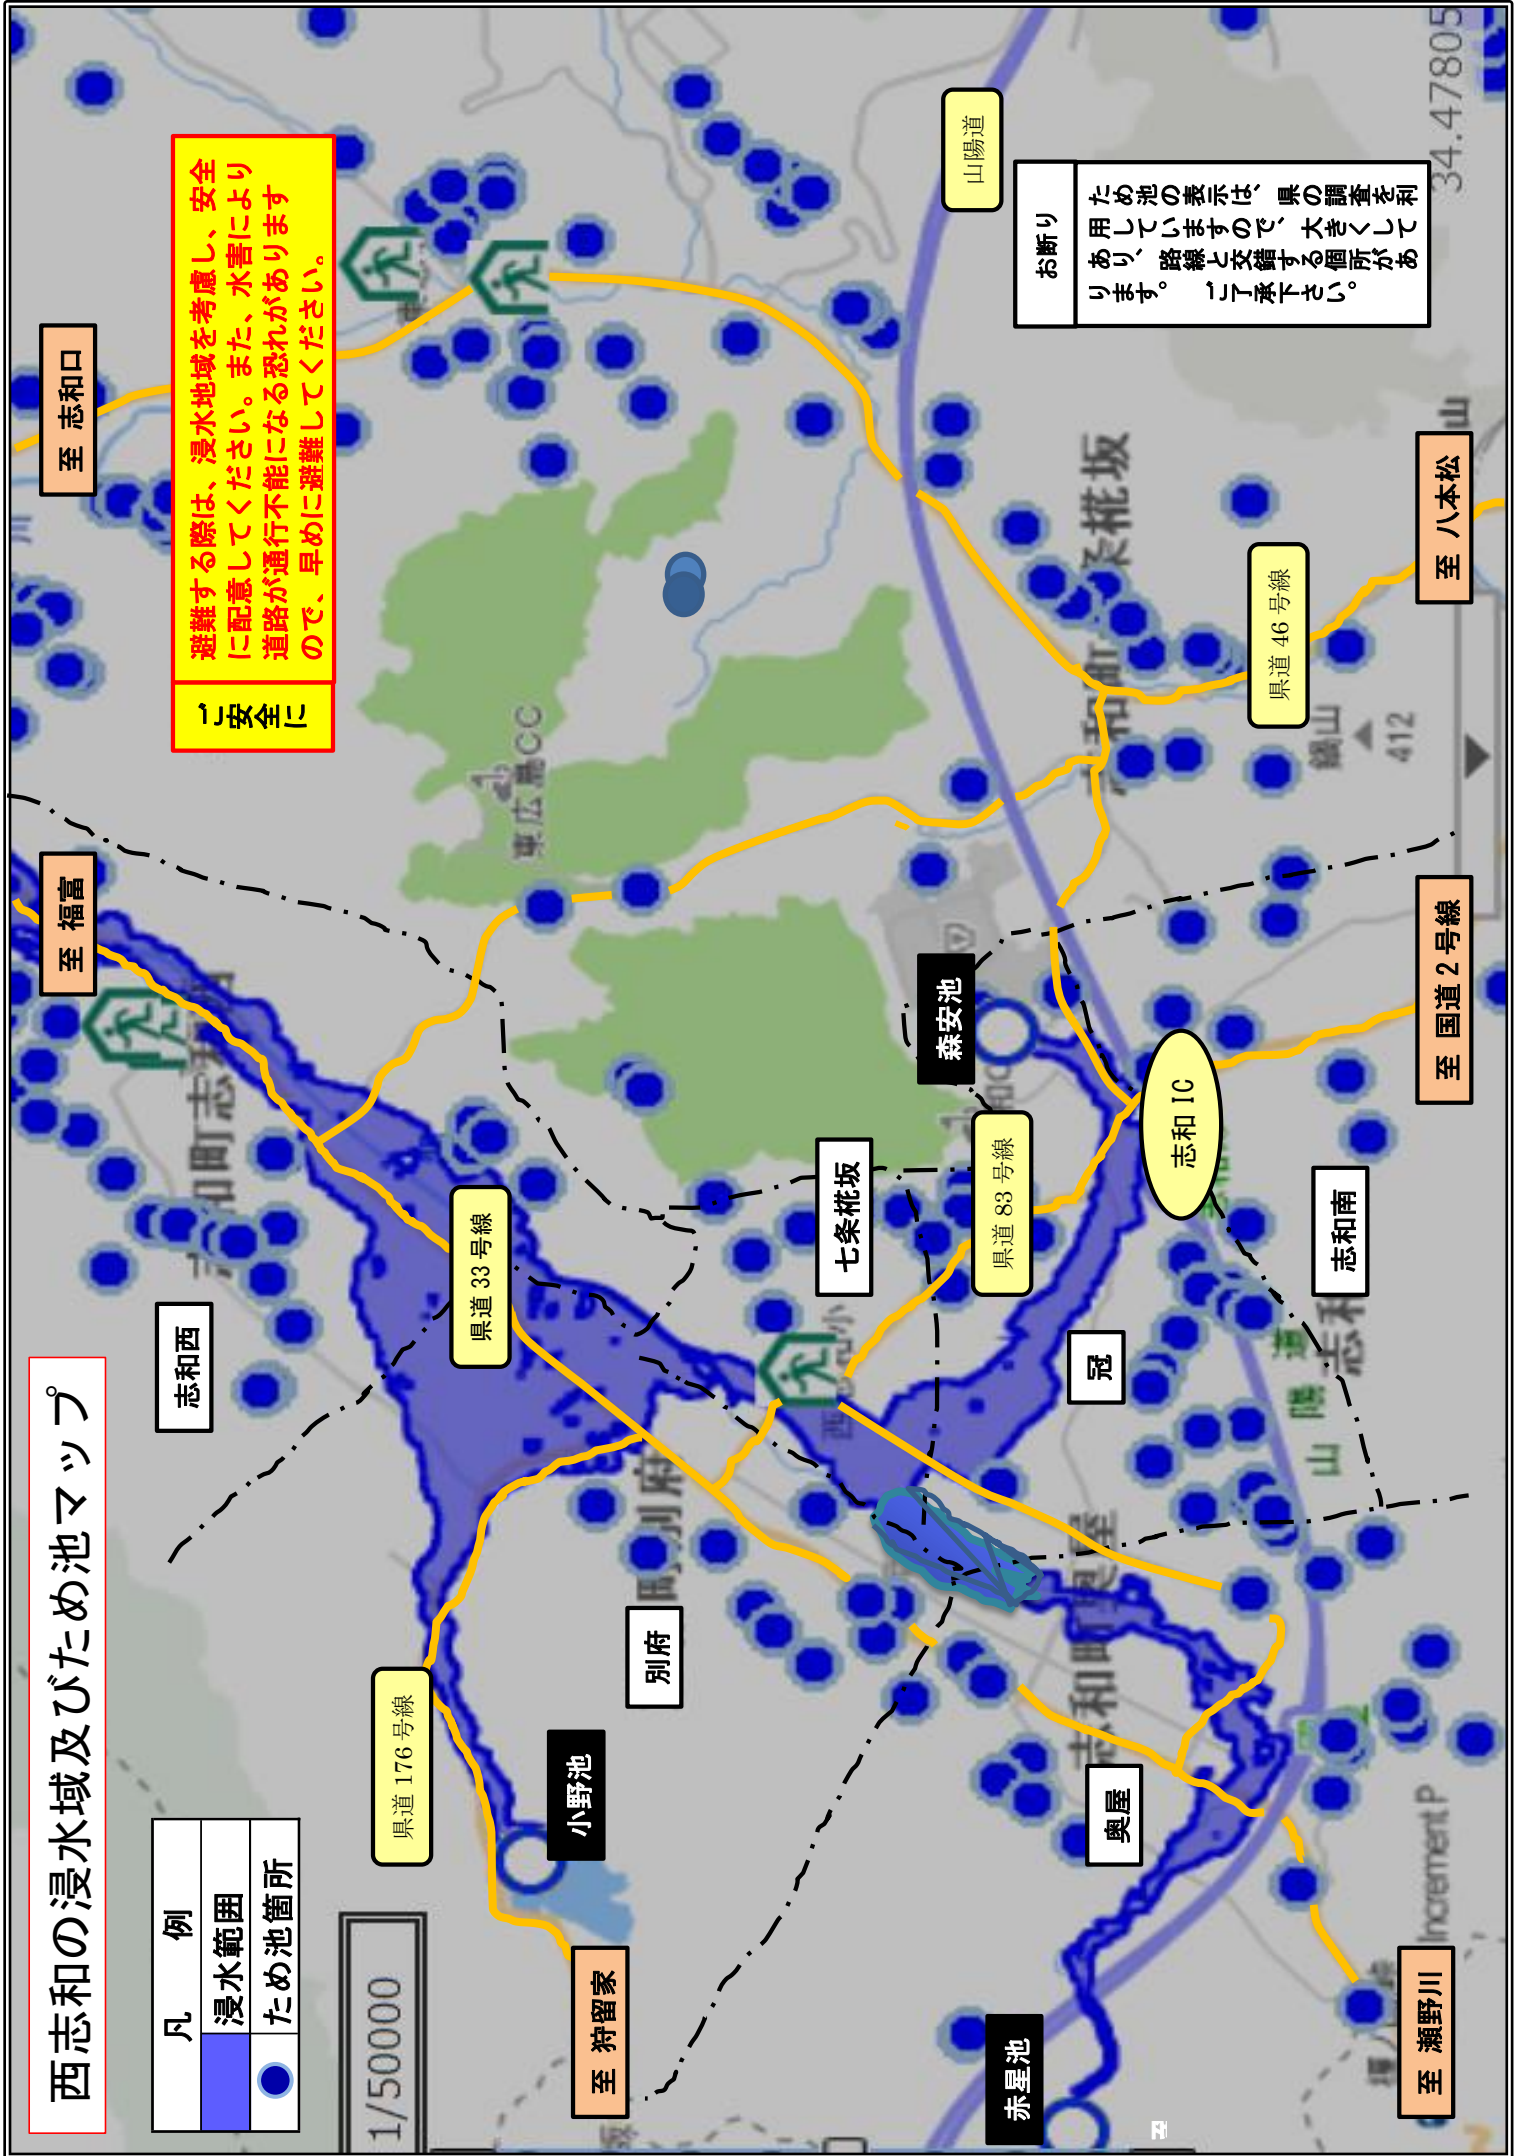 西志和の浸水域及びため池マップ
凡　例
浸水範囲
ため池箇所
1/50000
ご安全に
避難する際は、浸水地域を考慮し、安全
に配意してください。また、水害により
道路が通行不能になる恐れがあります
ので、早めに避難してください。
至 志和口
至 福富
志和西
県道 33 号線
県道 176 号線
小野池
別府
至 狩留家
東広島CC
七条椛坂
森安池
県道 83 号線
山陽道
お断り
ため池の表示は、県の調査を利
用していますので、大きくして
あり、路線と交錯する個所があ
ります。　ご了承下さい。
34.47805
県道 46 号線
鍋山
412
至 八本松
至 国道２号線
志和 IC
志和南
冠
山陽道
志和町奥屋
奥屋
赤星池
至 瀬野川
Increment P